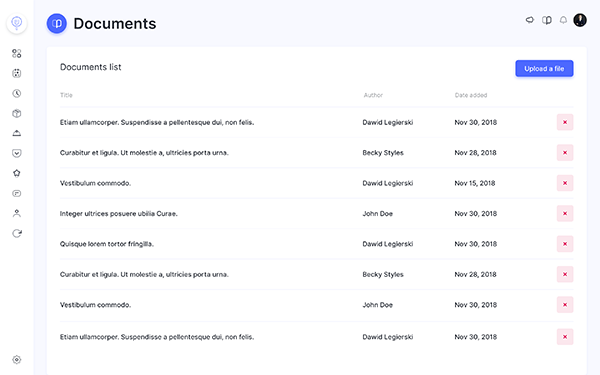 Documents
Documents list
Upload a file
Title Author Date added
Etiam ullamcorper. Suspendisse a pellentesque dui, non felis. Dawid Legierski Nov 30, 2018
Curabitur et ligula. Ut molestie a, ultricies porta urna. Becky Styles Nov 28, 2018
Vestibulum commodo. Dawid Legierski Nov 15, 2018
Integer ultrices posuere ubilia Curae. John Doe Nov 30, 2018
Quisque lorem tortor fringilla. Dawid Legierski Nov 30, 2018
Curabitur et ligula. Ut molestie a, ultricies porta urna. Becky Styles Nov 28, 2018
Vestibulum commodo. John Doe Nov 30, 2018
Etiam ullamcorper. Suspendisse a pellentesque dui, non felis. Dawid Legierski Nov 30, 2018